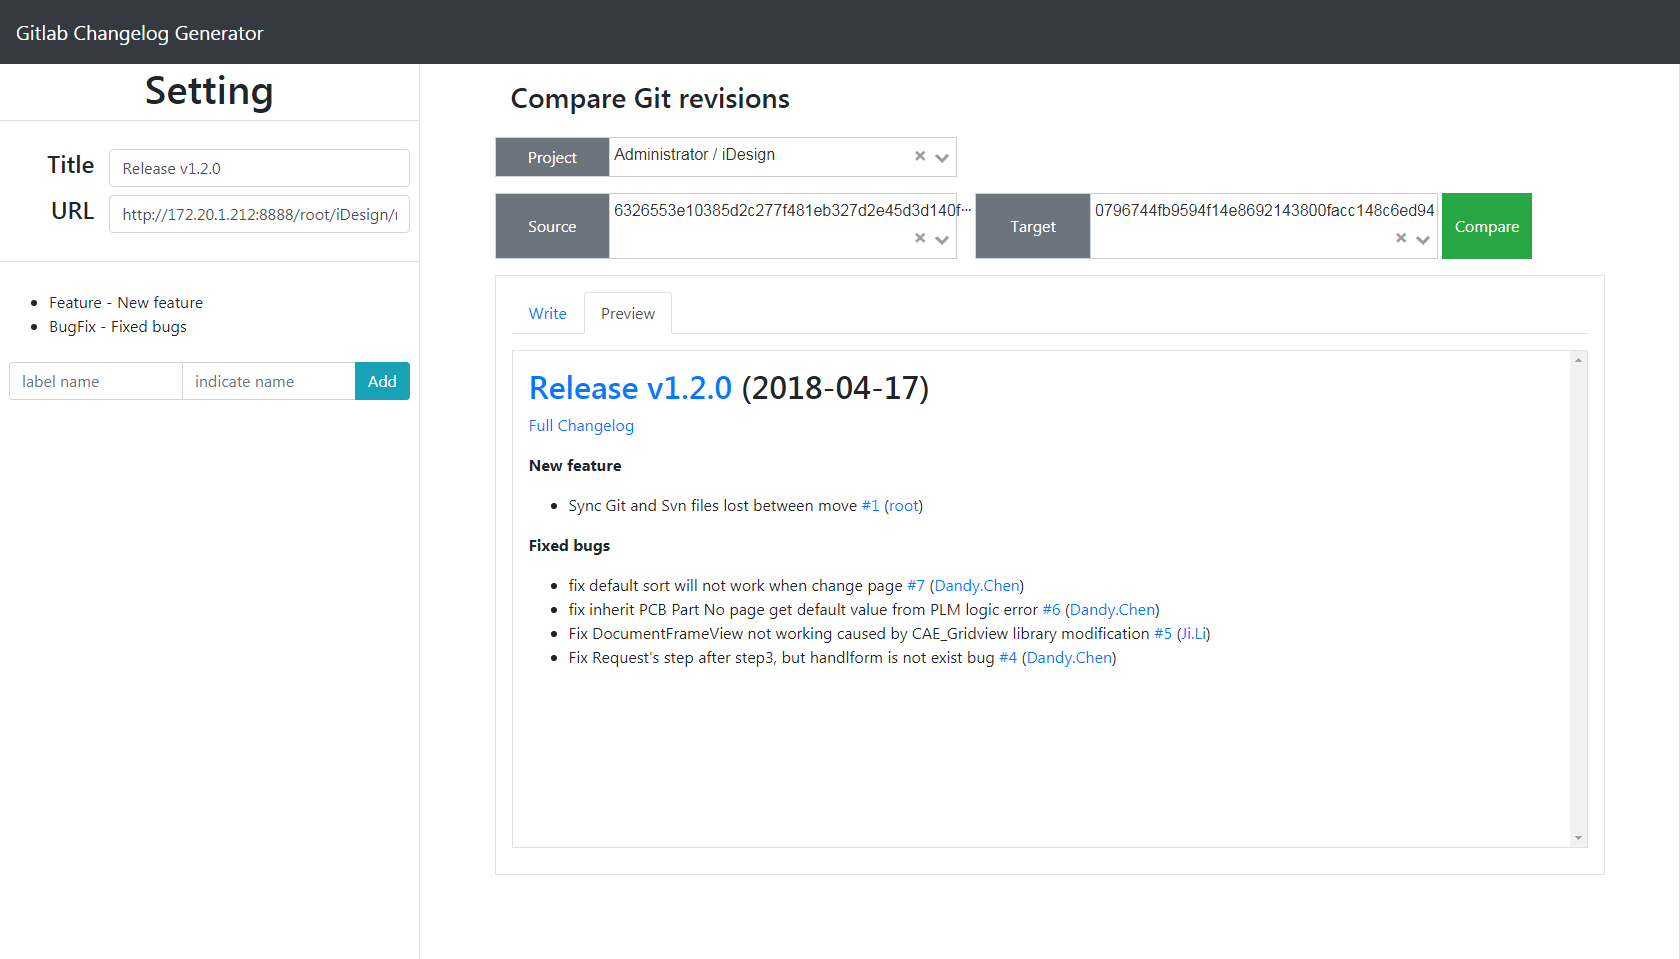 Gitlab Changelog Generator
Setting
Title
Release v1.2.0
URL
http://172.20.1.212:8888/root/iDesign/
Feature - New feature
BugFix - Fixed bugs
label name
indicate name
Add
Compare Git revisions
Project
Administrator / iDesign
Source
6326553e10385d2c277f481eb327d2e45d3d140f···
Target
0796744fb9594f14e8692143800facc148c6ed94
Compare
Write
Preview
Release v1.2.0 (2018-04-17)
Full Changelog
New feature
Sync Git and Svn files lost between move #1 (root)
Fixed bugs
fix default sort will not work when change page #7 (Dandy.Chen)
fix inherit PCB Part No page get default value from PLM logic error #6 (Dandy.Chen)
Fix DocumentFrameView not working caused by CAE_Gridview library modification #5 (Ji.Li)
Fix Request's step after step3, but handlform is not exist bug #4 (Dandy.Chen)